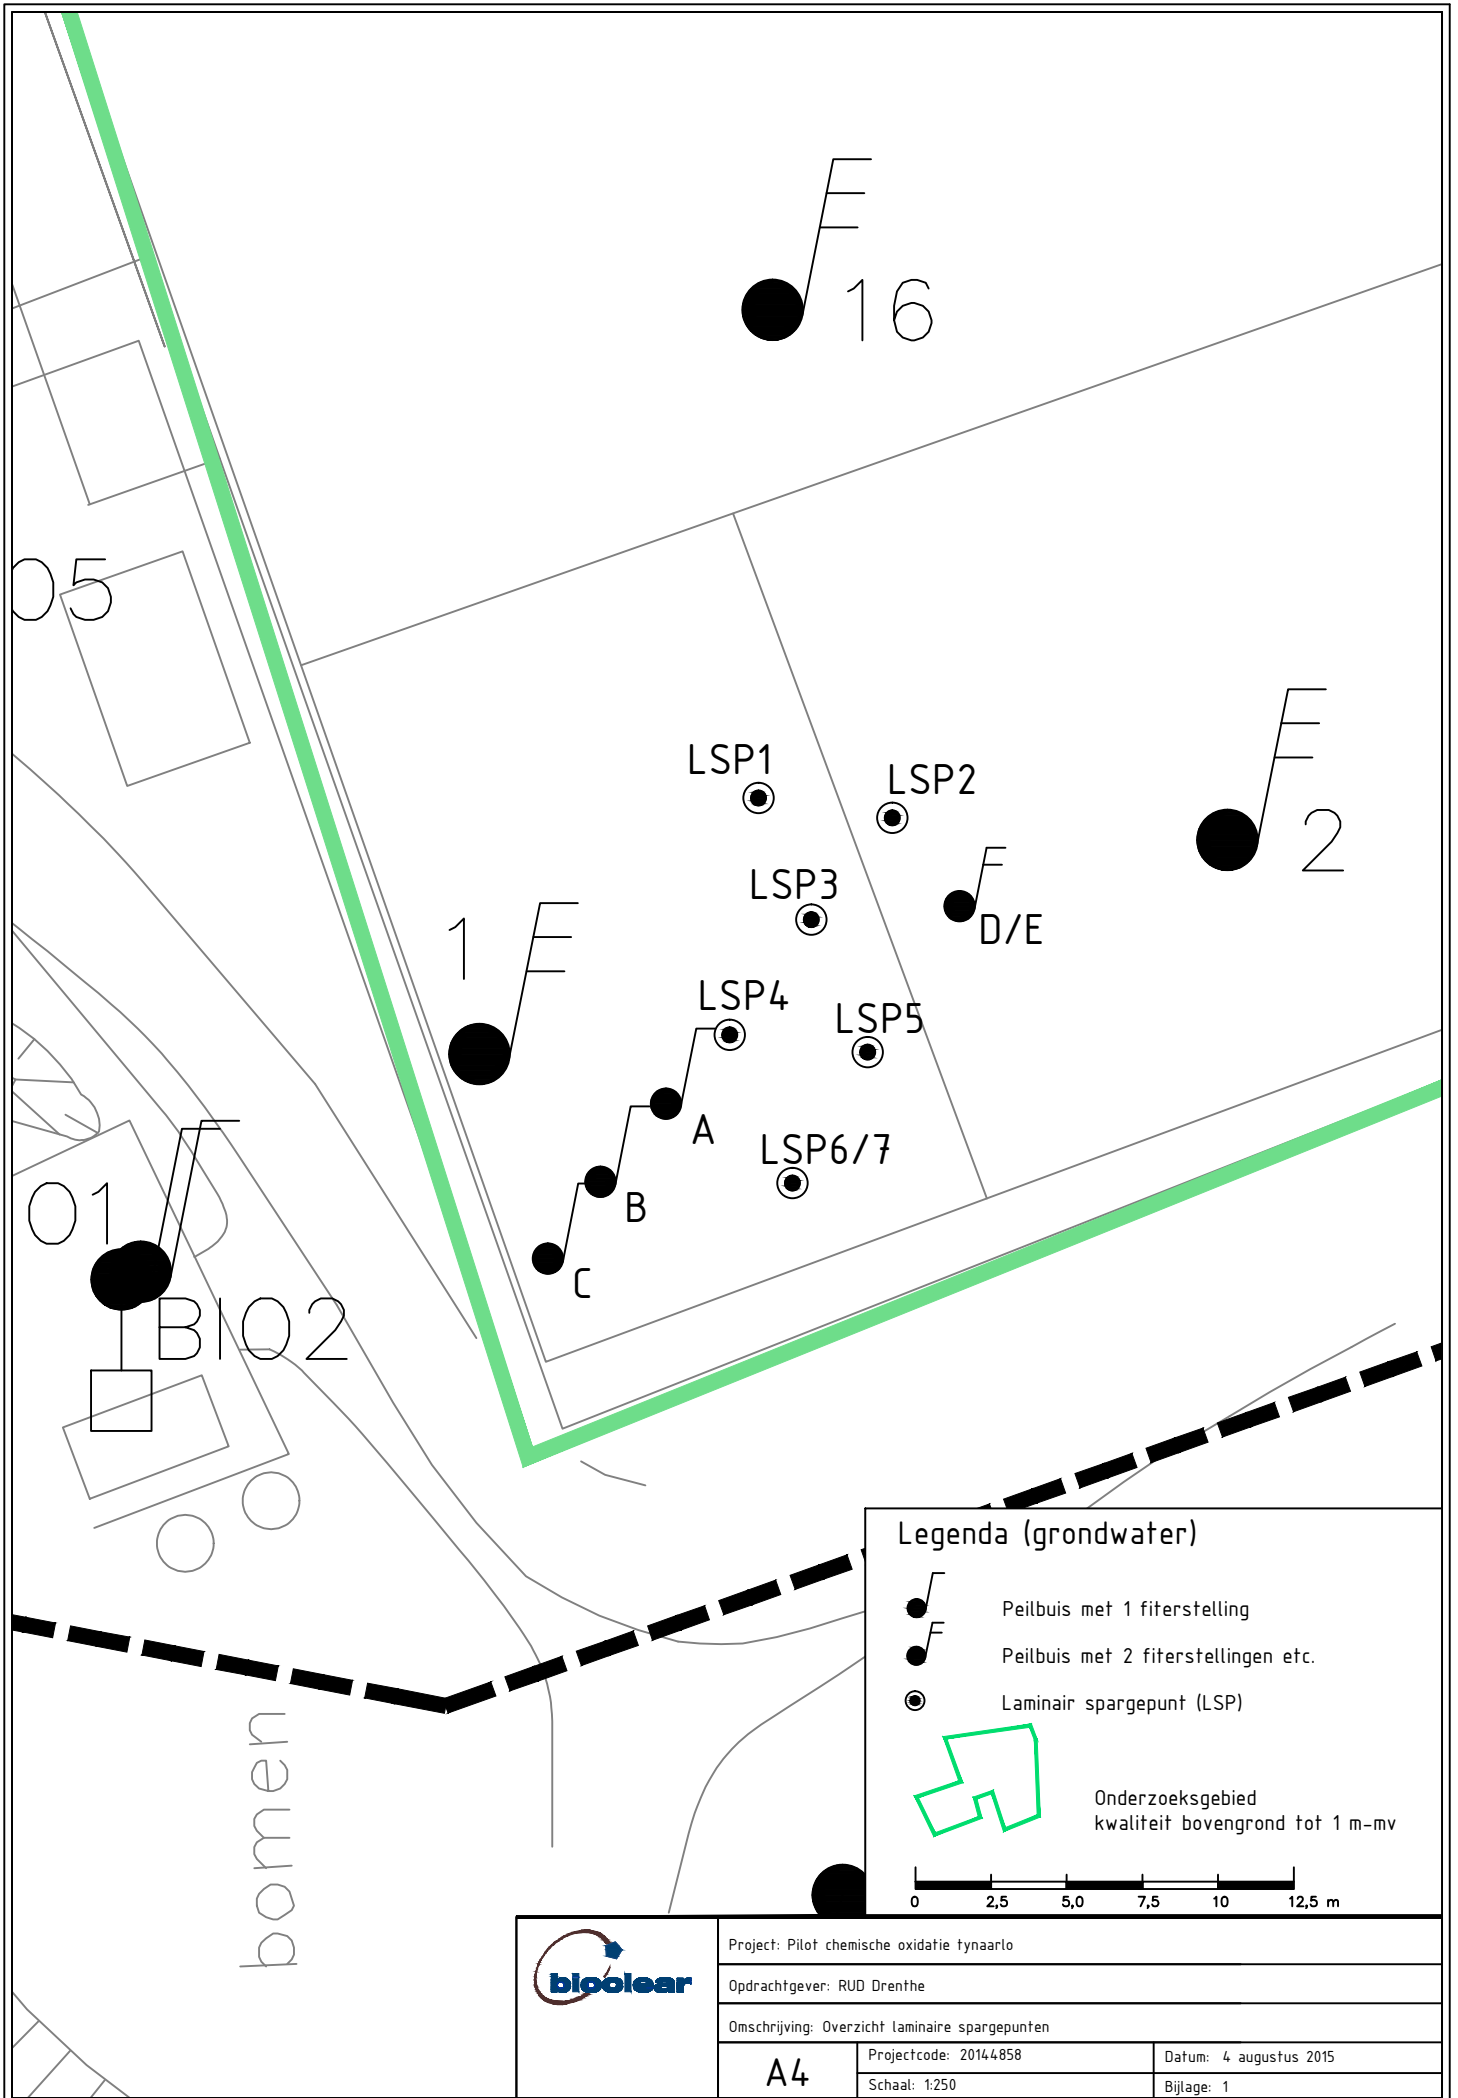 16
05
LSP1
LSP2
2
LSP3
D/E
1
LSP4
LSP5
A
LSP6/7
01
B
C
BI02
Legenda (grondwater)
Peilbuis met 1 fiterstelling
Peilbuis met 2 fiterstellingen etc.
Laminair spargepunt (LSP)
Onderzoeksgebied
kwaliteit bovengrond tot 1 m-mv
0 2,5 5,0 7,5 10 12,5 m
bomen
bioclear
Project: Pilot chemische oxidatie tynaarlo
Opdrachtgever: RUD Drenthe
Omschrijving: Overzicht laminaire spargepunten
A4
Projectcode: 20144858
Datum: 4 augustus 2015
Schaal: 1:250
Bijlage: 1